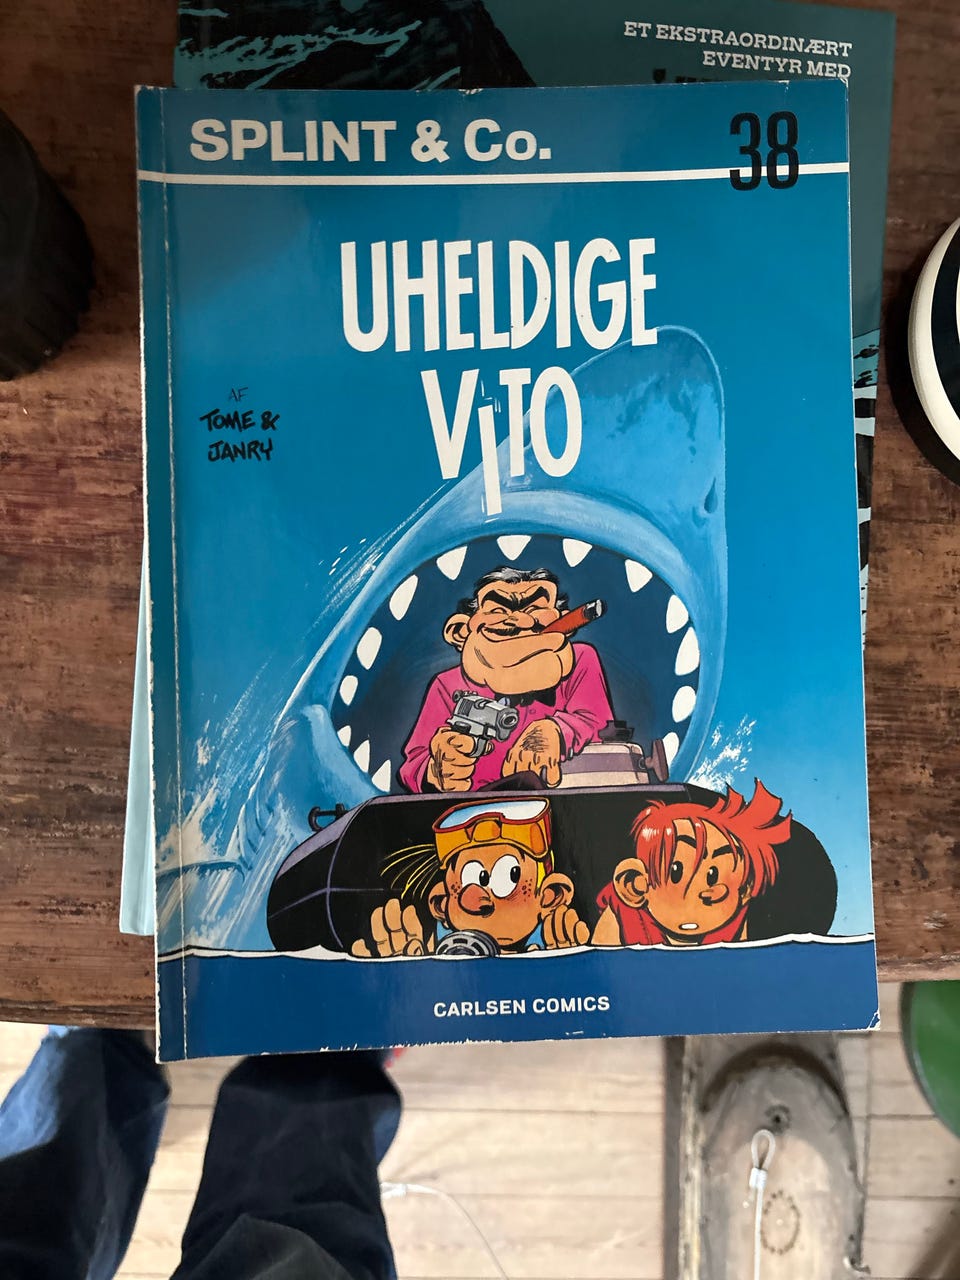 ET EKSTRAORDINÆRT
EVENTYR MED
SPLINT & Co.
38
UHELDIGE
ViTO
AF
TOME &
JANRY
CARLSEN COMICS